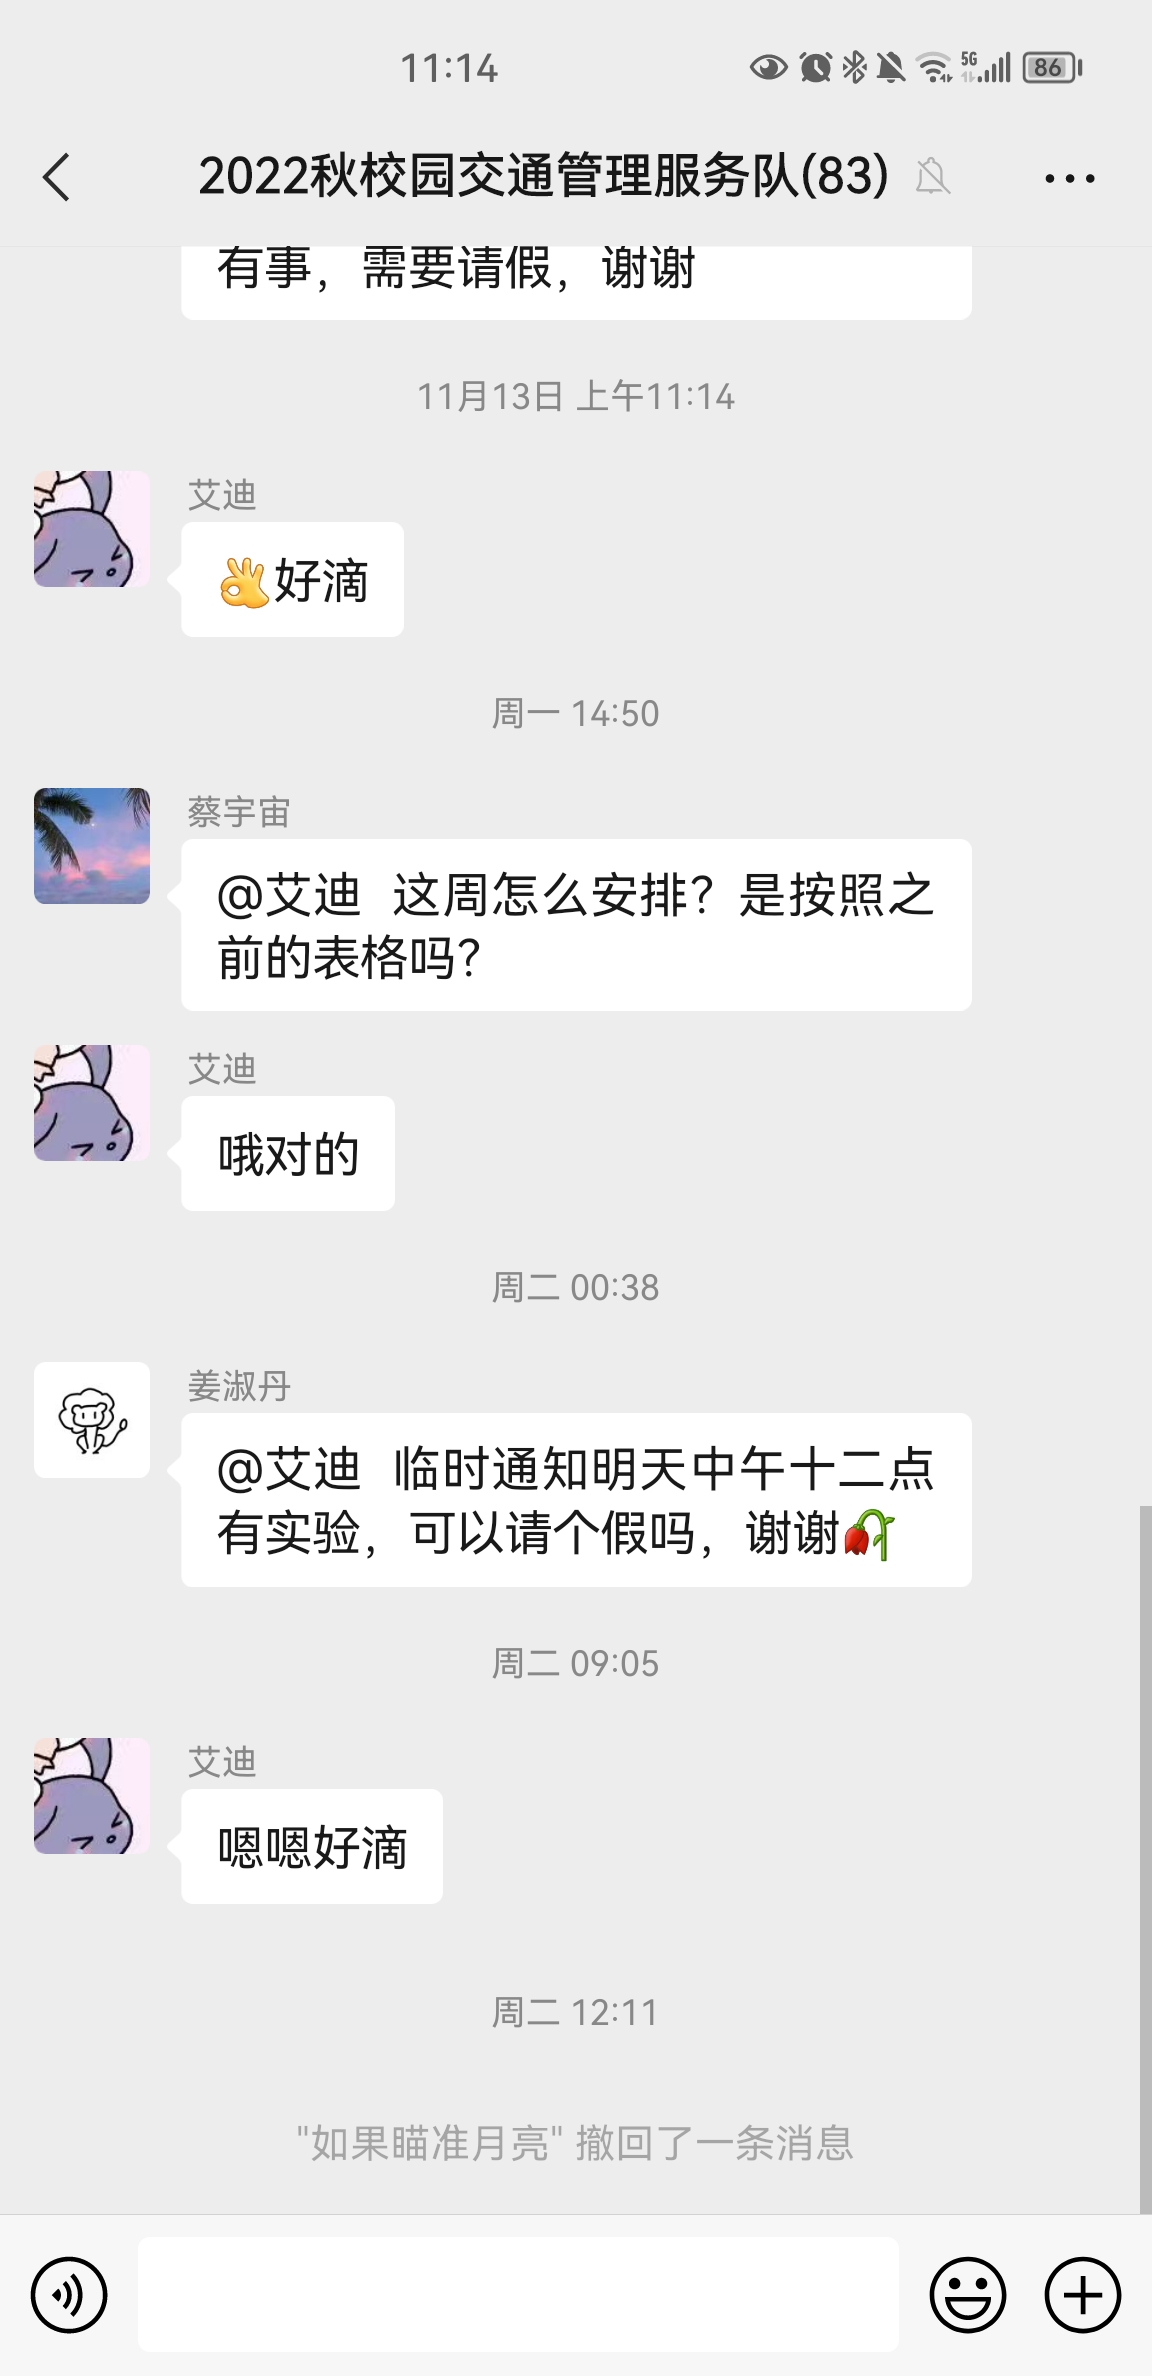 11:14
5G
86
2022秋校园交通管理服务队(83)
有事，需要请假，谢谢
11月13日 上午11:14
艾迪
👌好滴
周一 14:50
蔡宇宙
@艾迪 这周怎么安排？是按照之
前的表格吗？
艾迪
哦对的
周二 00:38
姜淑丹
@艾迪 临时通知明天中午十二点
有实验，可以请个假吗，谢谢🥀
周二 09:05
艾迪
嗯嗯好滴
周二 12:11
"如果瞄准月亮" 撤回了一条消息